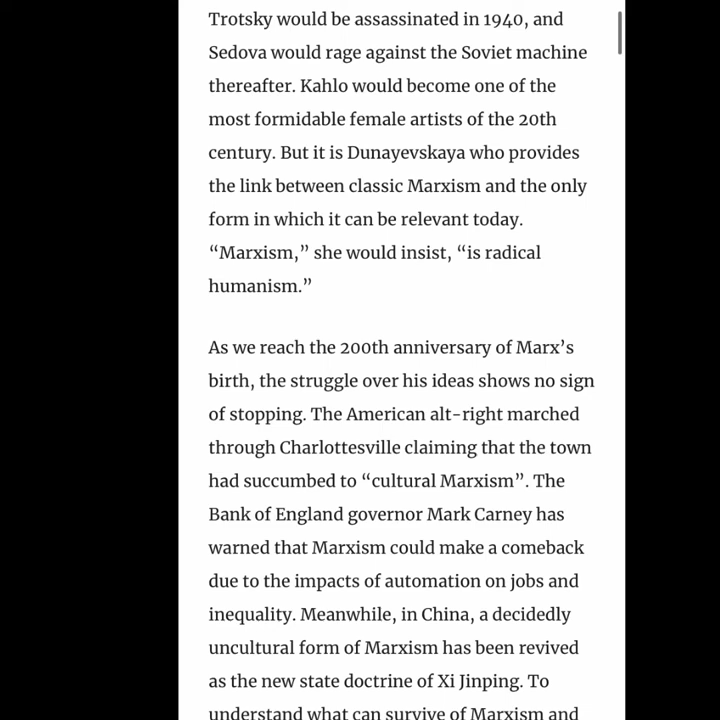 Trotsky would be assassinated in 1940, and
Sedova would rage against the Soviet machine
thereafter. Kahlo would become one of the
most formidable female artists of the 20th
century. But it is Dunayevskaya who provides
the link between classic Marxism and the only
form in which it can be relevant today.
“Marxism,” she would insist, “is radical
humanism.”
As we reach the 200th anniversary of Marx’s
birth, the struggle over his ideas shows no sign
of stopping. The American alt-right marched
through Charlottesville claiming that the town
had succumbed to “cultural Marxism”. The
Bank of England governor Mark Carney has
warned that Marxism could make a comeback
due to the impacts of automation on jobs and
inequality. Meanwhile, in China, a decidedly
uncultural form of Marxism has been revived
as the new state doctrine of Xi Jinping. To
understand what can survive of Marxism and